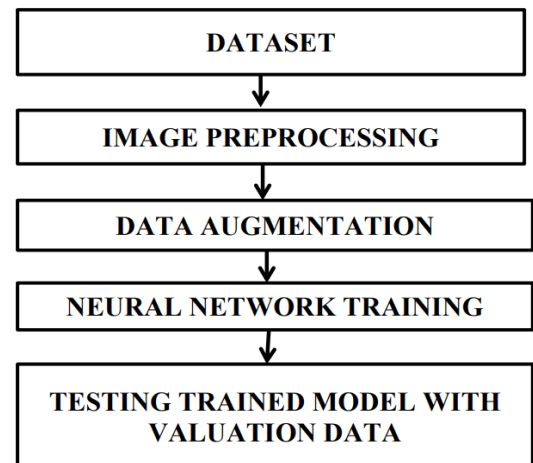 DATASET
IMAGE PREPROCESSING
DATA AUGMENTATION
NEURAL NETWORK TRAINING
TESTING TRAINED MODEL WITH
VALUATION DATA